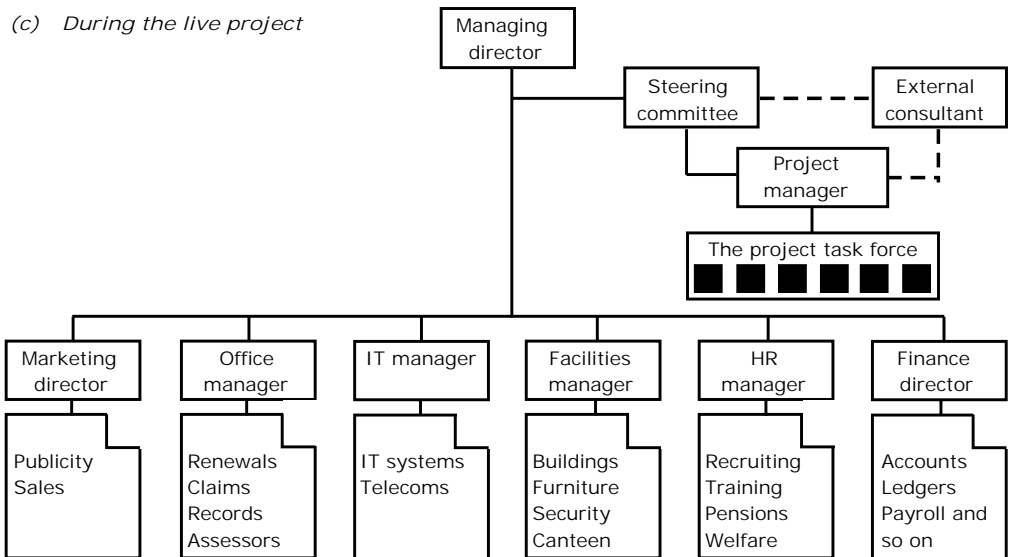 (c) During the live project
Managing
director
Steering
committee
External
consultant
Project
manager
The project task force
Marketing
director
Office
manager
IT manager
Facilities
manager
HR
manager
Finance
director
Publicity
Sales
Renewals
Claims
Records
Assessors
IT systems
Telecoms
Buildings
Furniture
Security
Canteen
Recruiting
Training
Pensions
Welfare
Accounts
Ledgers
Payroll and
so on